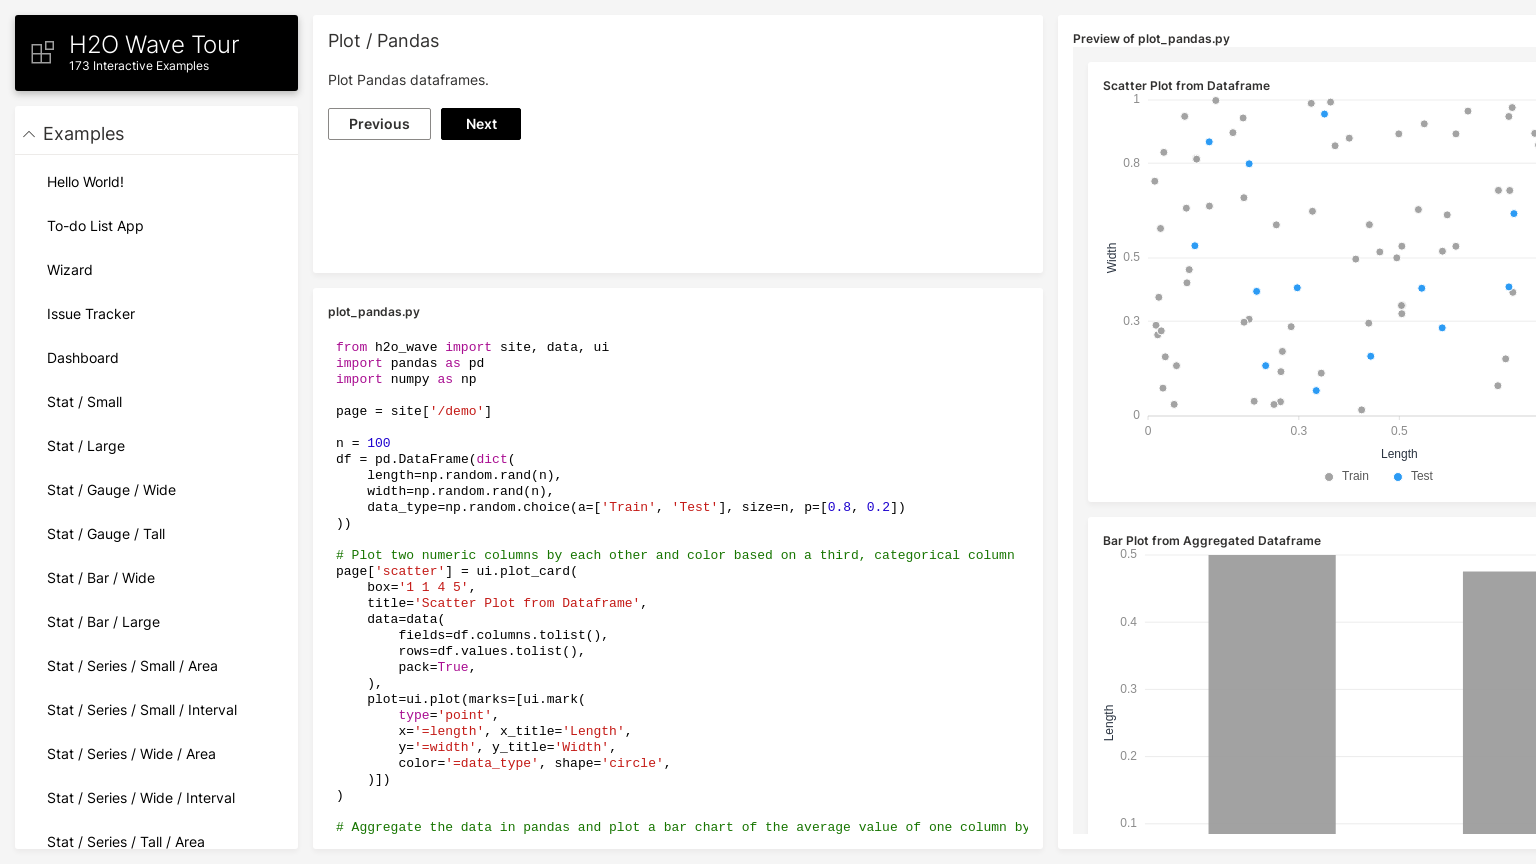 H2O Wave Tour
173 Interactive Examples
Examples
Hello World!
To-do List App
Wizard
Issue Tracker
Dashboard
Stat / Small
Stat / Large
Stat / Gauge / Wide
Stat / Gauge / Tall
Stat / Bar / Wide
Stat / Bar / Large
Stat / Series / Small / Area
Stat / Series / Small / Interval
Stat / Series / Wide / Area
Stat / Series / Wide / Interval
Stat / Series / Tall / Area
Plot / Pandas
Plot Pandas dataframes.
Previous Next
plot_pandas.py
from h2o_wave import site, data, ui
import pandas as pd
import numpy as np
page = site['/demo']
n = 100
df = pd.DataFrame(dict(
    length=np.random.rand(n),
    width=np.random.rand(n),
    data_type=np.random.choice(a=['Train', 'Test'], size=n, p=[0.8, 0.2])
))
# Plot two numeric columns by each other and color based on a third, categorical column
page['scatter'] = ui.plot_card(
    box='1 1 4 5',
    title='Scatter Plot from Dataframe',
    data=data(
        fields=df.columns.tolist(),
        rows=df.values.tolist(),
        pack=True,
    ),
    plot=ui.plot(marks=[ui.mark(
        type='point',
        x='=length', x_title='Length',
        y='=width', y_title='Width',
        color='=data_type', shape='circle',
    )])
)
# Aggregate the data in pandas and plot a bar chart of the average value of one column by
Preview of plot_pandas.py
Scatter Plot from Dataframe
1
0.8
0.5
0.3
0
Width
0 0.3 0.5
Length
Train Test
Bar Plot from Aggregated Dataframe
0.5
0.4
0.3
0.2
0.1
Length